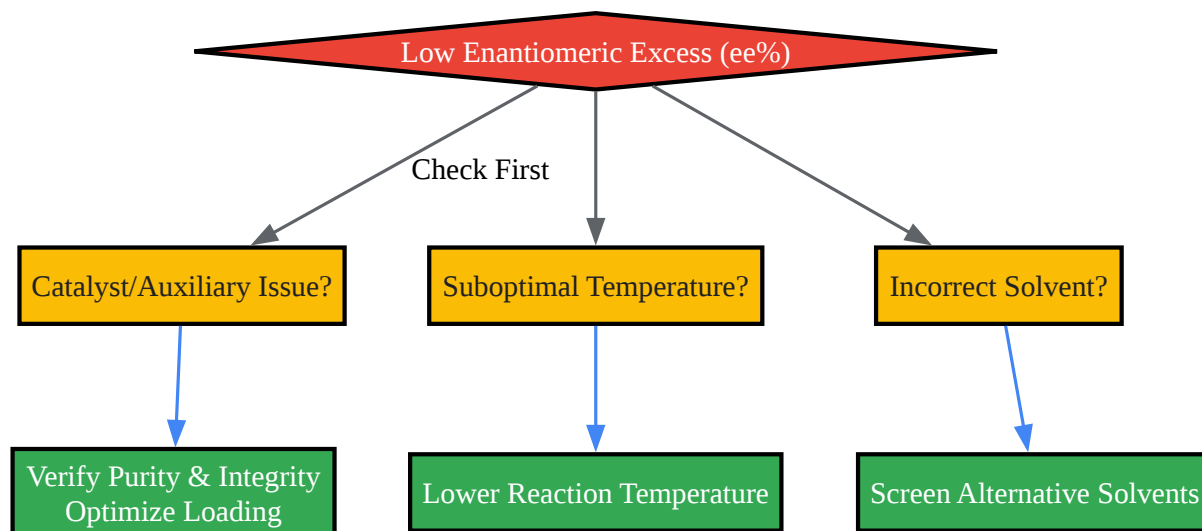 Low Enantiomeric Excess (ee%)
Check First
Catalyst/Auxiliary Issue?
Suboptimal Temperature?
Incorrect Solvent?
Verify Purity & Integrity
Optimize Loading
Lower Reaction Temperature
Screen Alternative Solvents